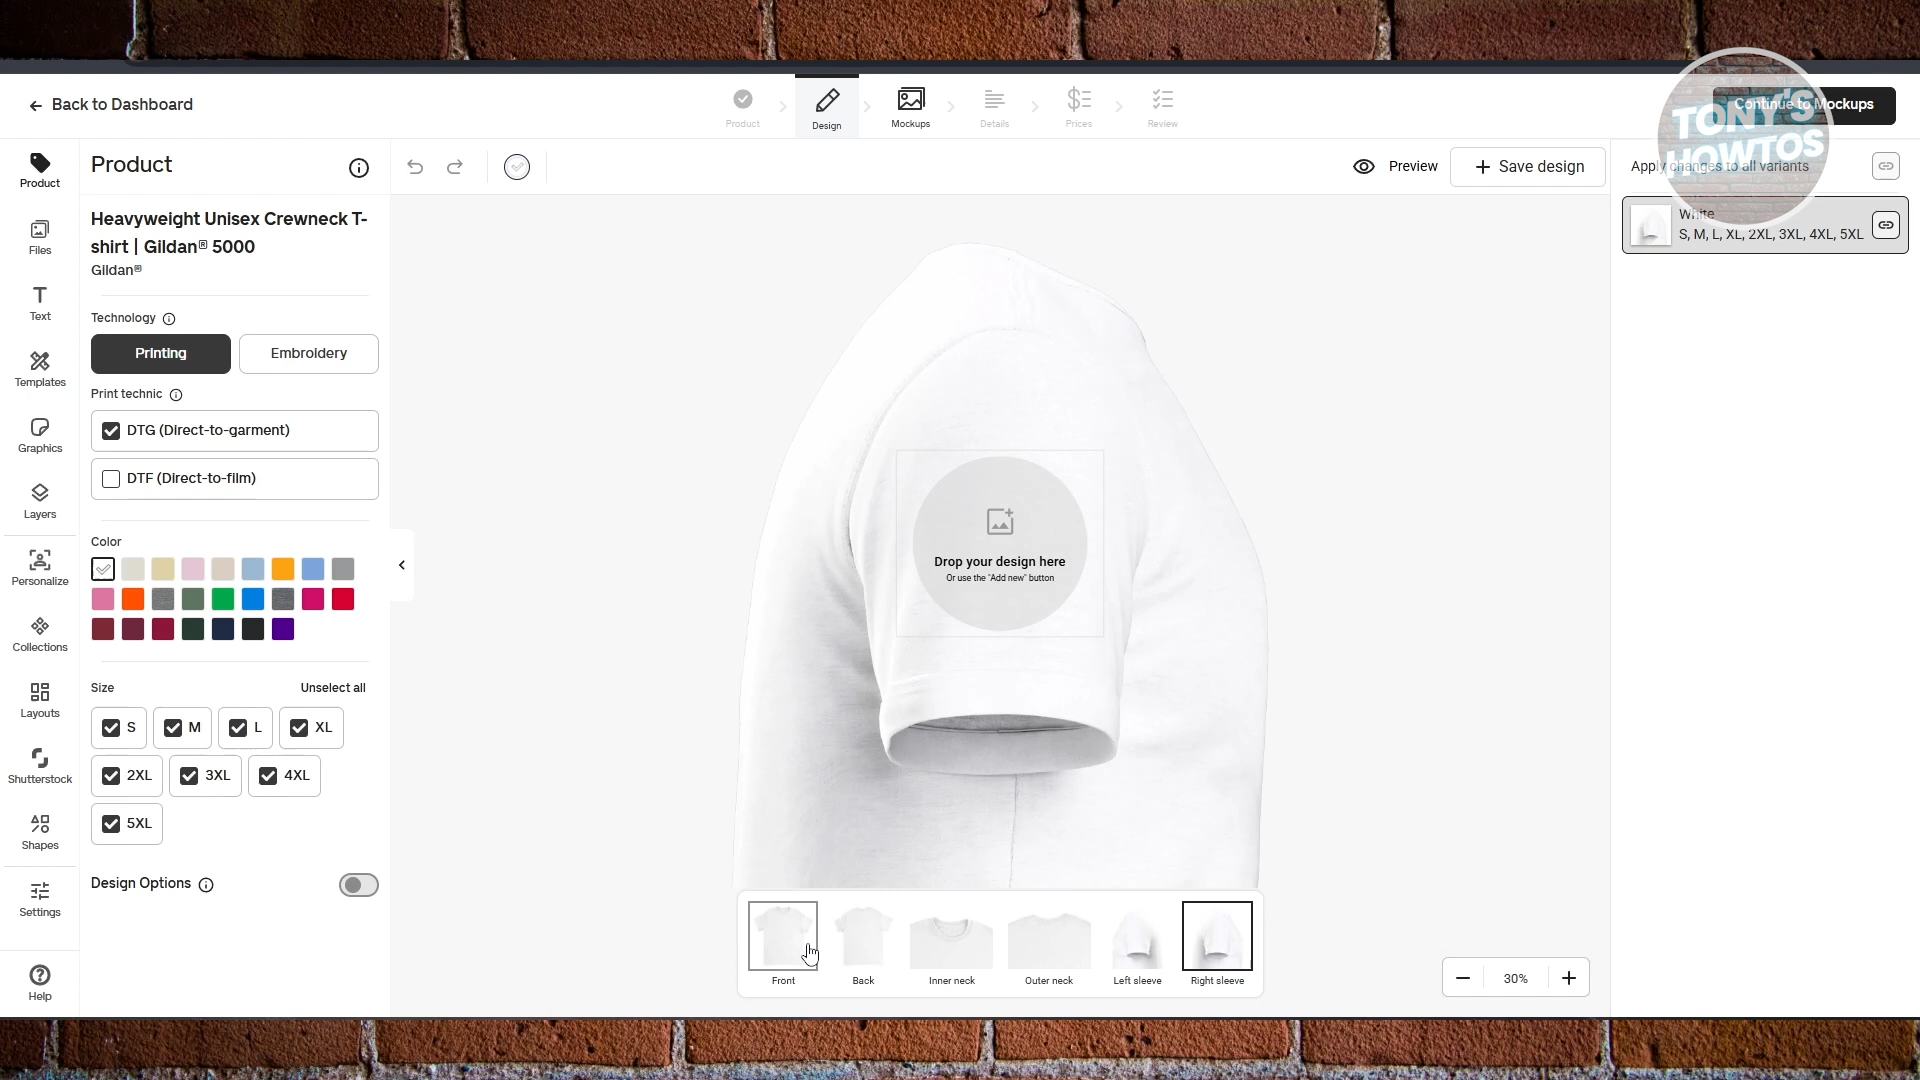 Back to Dashboard
Product
Design
Mockups
Details
Prices
Review
Continue to Mockups
TONY'S
HOWTOS
Product
Files
Text
Templates
Graphics
Layers
Personalize
Collections
Layouts
Shutterstock
Shapes
Settings
Help
Product
Heavyweight Unisex Crewneck T-
shirt | Gildan® 5000
Gildan®
Technology
Printing
Embroidery
Print technic
DTG (Direct-to-garment)
DTF (Direct-to-film)
Color
Size
Unselect all
S
M
L
XL
2XL
3XL
4XL
5XL
Design Options
Preview
Save design
Drop your design here
Or use the "Add new" button
Front
Back
Inner neck
Outer neck
Left sleeve
Right sleeve
30%
Apply changes to all variants
White
S, M, L, XL, 2XL, 3XL, 4XL, 5XL